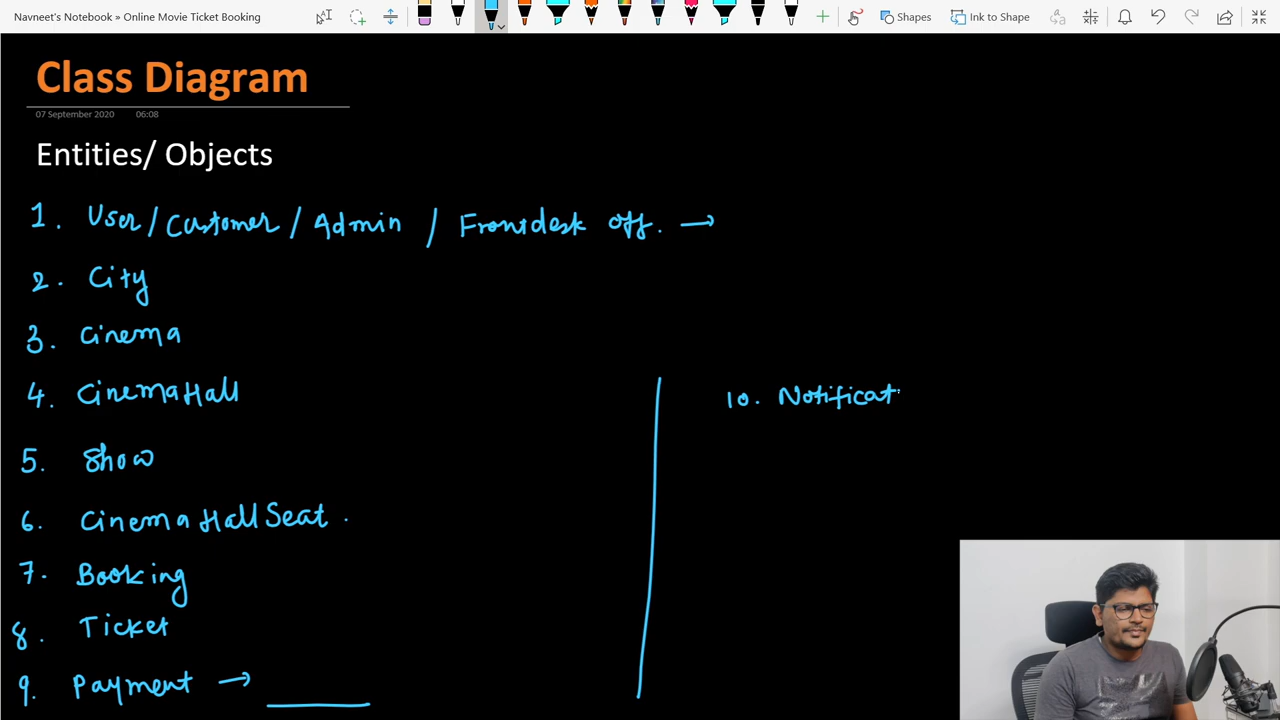 Navneet's Notebook » Online Movie Ticket Booking
Shapes
Ink to Shape
Class Diagram
07 September 2020 06:08
Entities/ Objects
1. User/Customer/Admin / Frontdesk off. →
2. City
3. Cinema
4. CinemaHall
5. Show
6. CinemaHallSeat.
7. Booking
8. Ticket
9. Payment →
10. Notificat